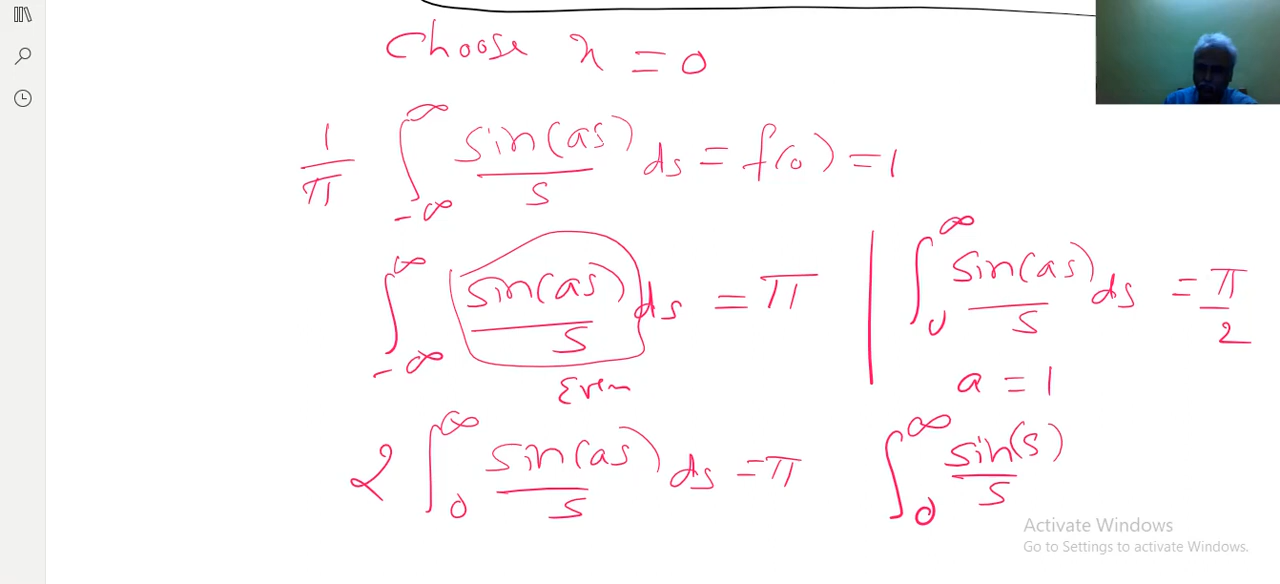 Choose x = 0
1/π ∫_{-∞}^{∞} sin(as)/s ds = f(0) = 1
∫_{-∞}^{∞} sin(as)/s ds = π
Even
2 ∫_0^∞ sin(as)/s ds = π
∫_0^∞ sin(as)/s ds = π/2
a = 1
∫_0^∞ sin(s)/s
Activate Windows
Go to Settings to activate Windows.